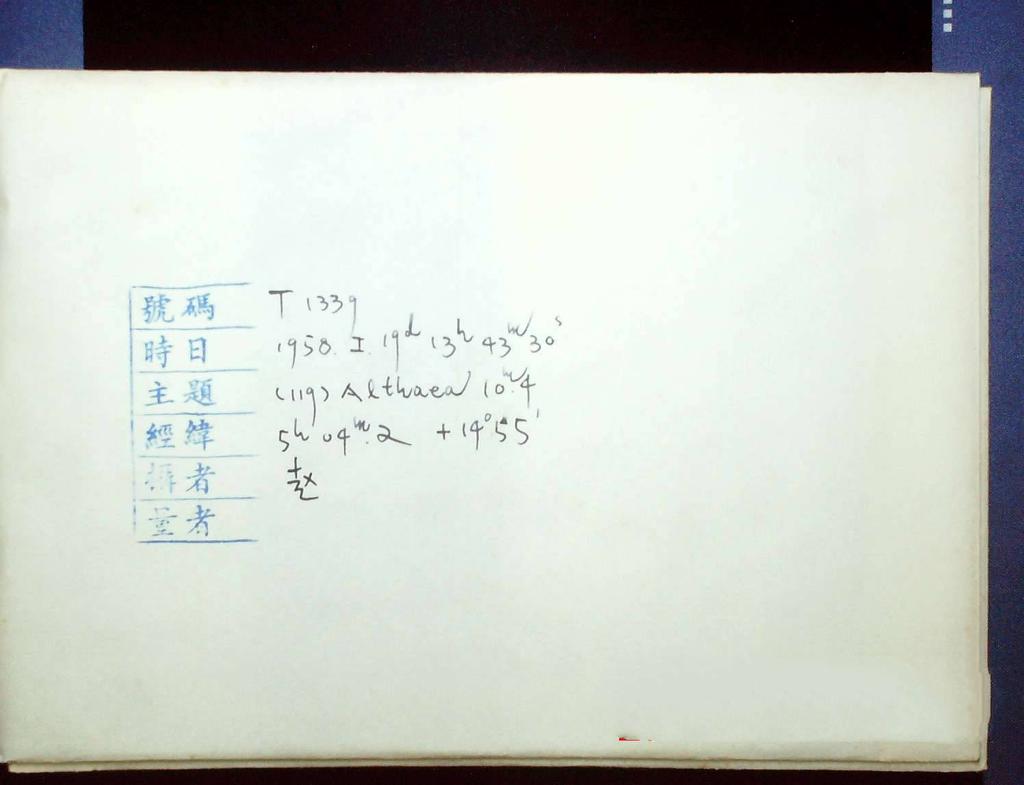 號碼 T 1339
時日 1958. I. 19ᵈ 13ʰ 43ᵐ 30ˢ
主題 (119) Althaea 10ᵐ.4
經緯 5ʰ 04ᵐ.2 +14°55'
攝者 赵
量者